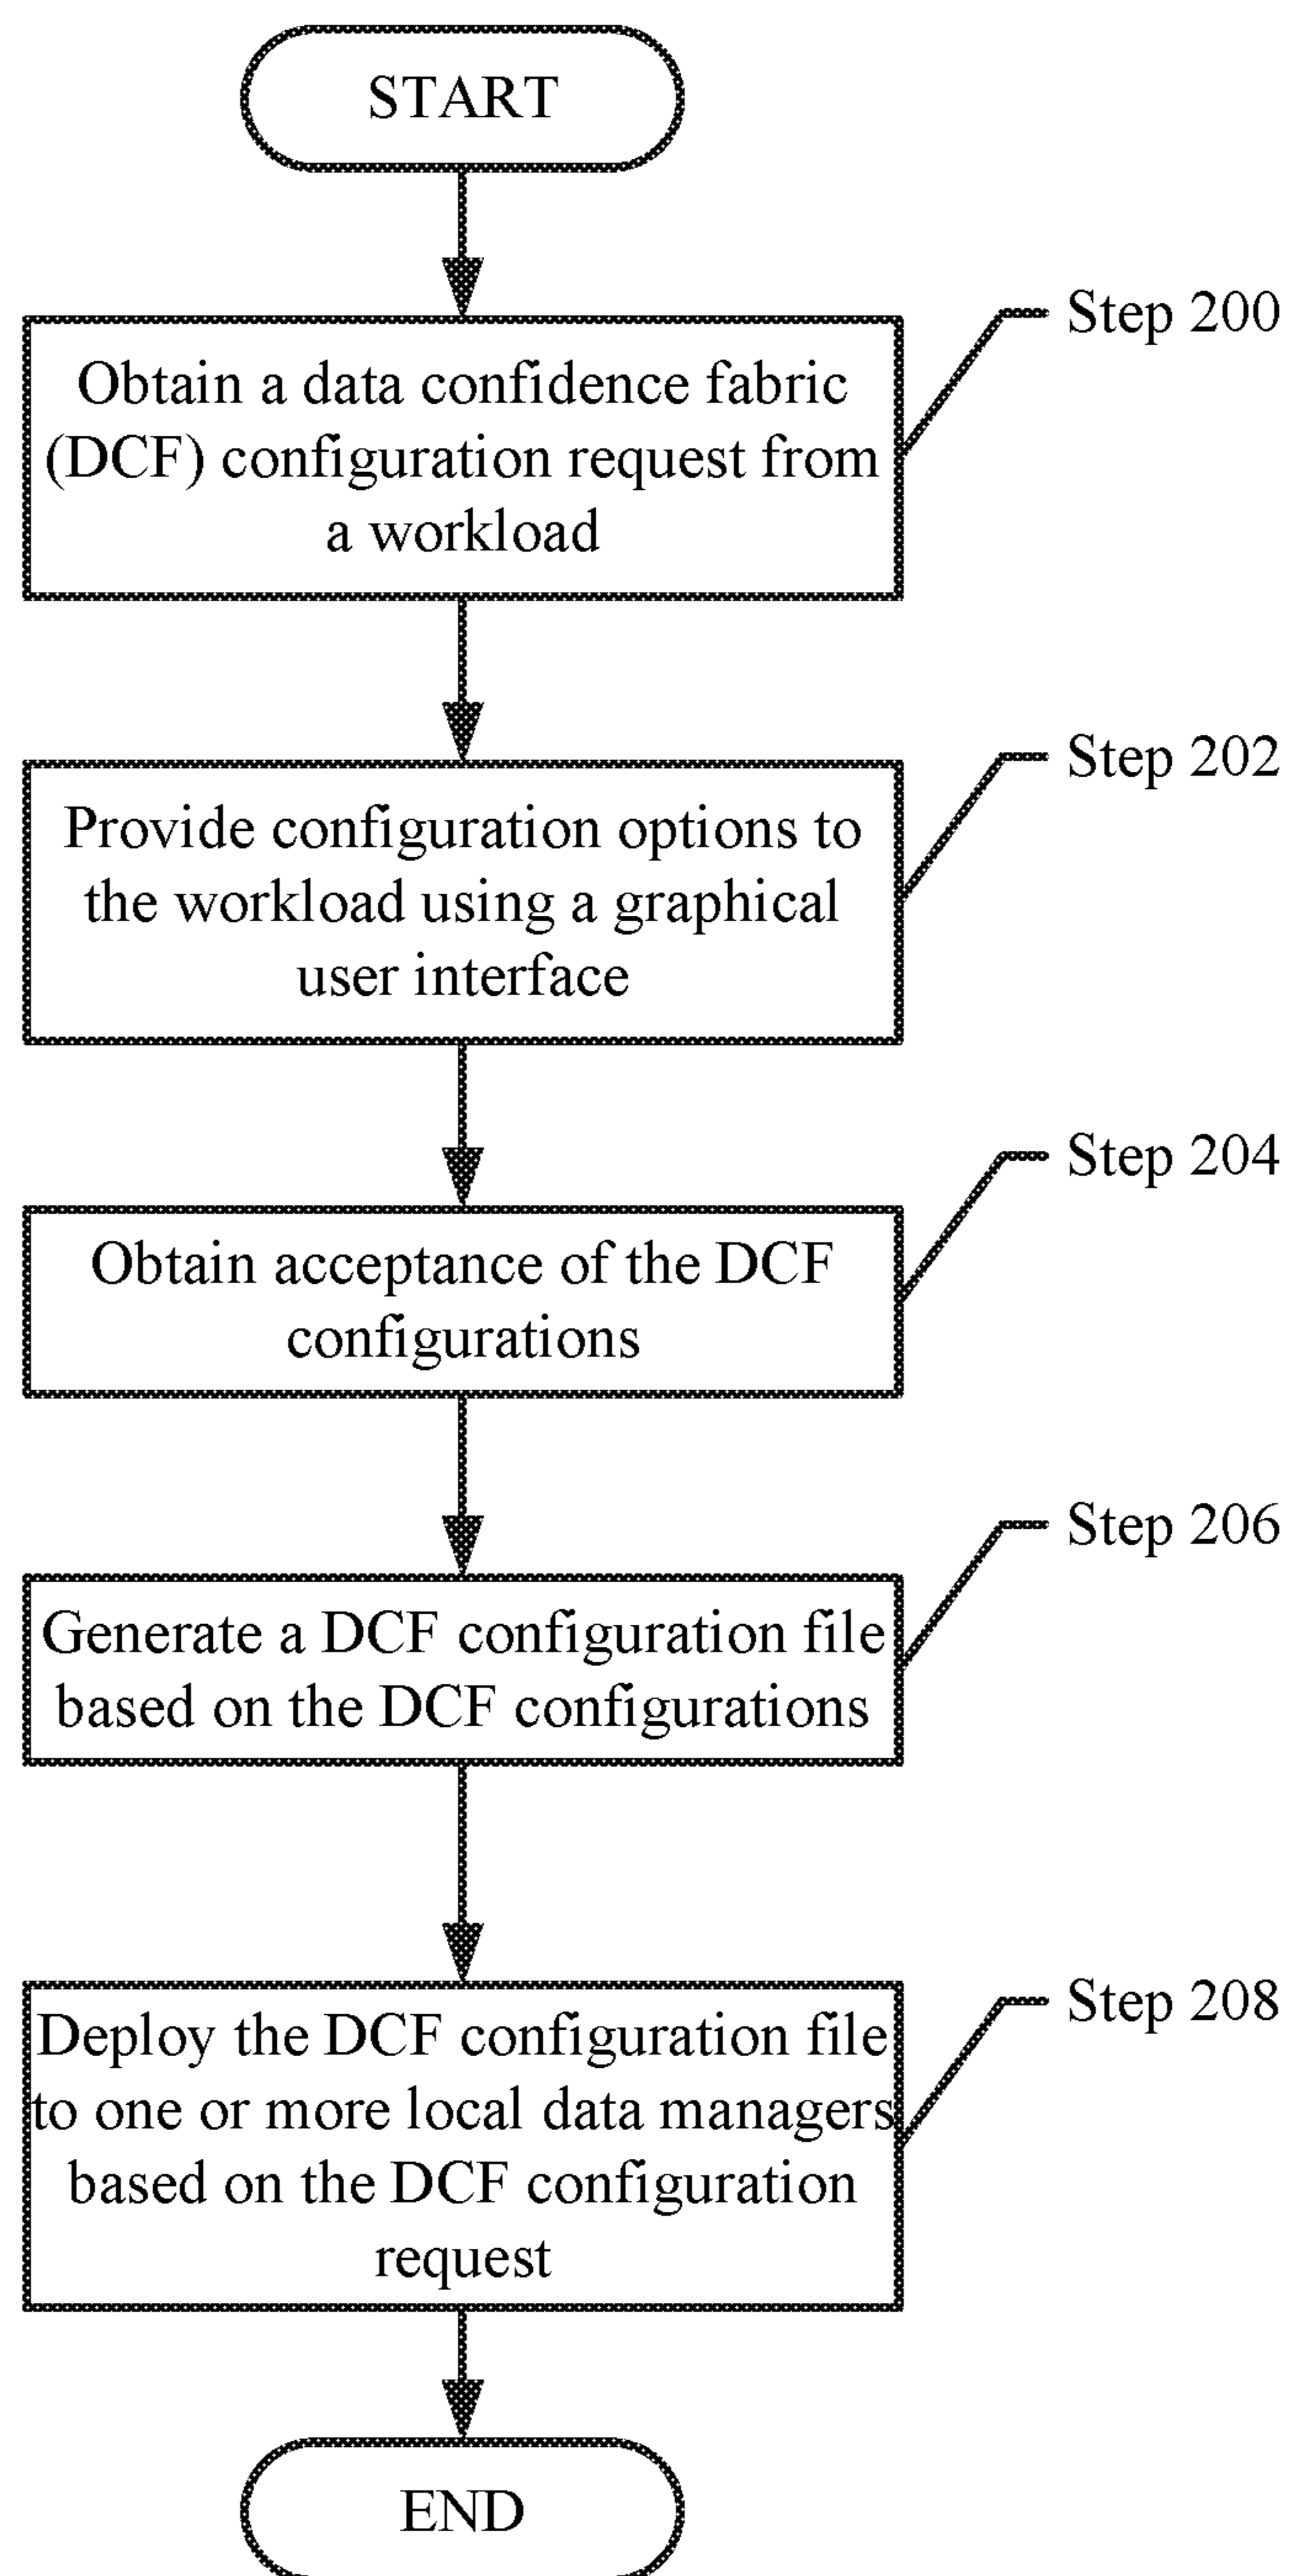 START
Step 200
Obtain a data confidence fabric
(DCF) configuration request from
a workload
Step 202
Provide configuration options to
the workload using a graphical
user interface
Step 204
Obtain acceptance of the DCF
configurations
Step 206
Generate a DCF configuration file
based on the DCF configurations
Step 208
Deploy the DCF configuration file
to one or more local data managers
based on the DCF configuration
request
END